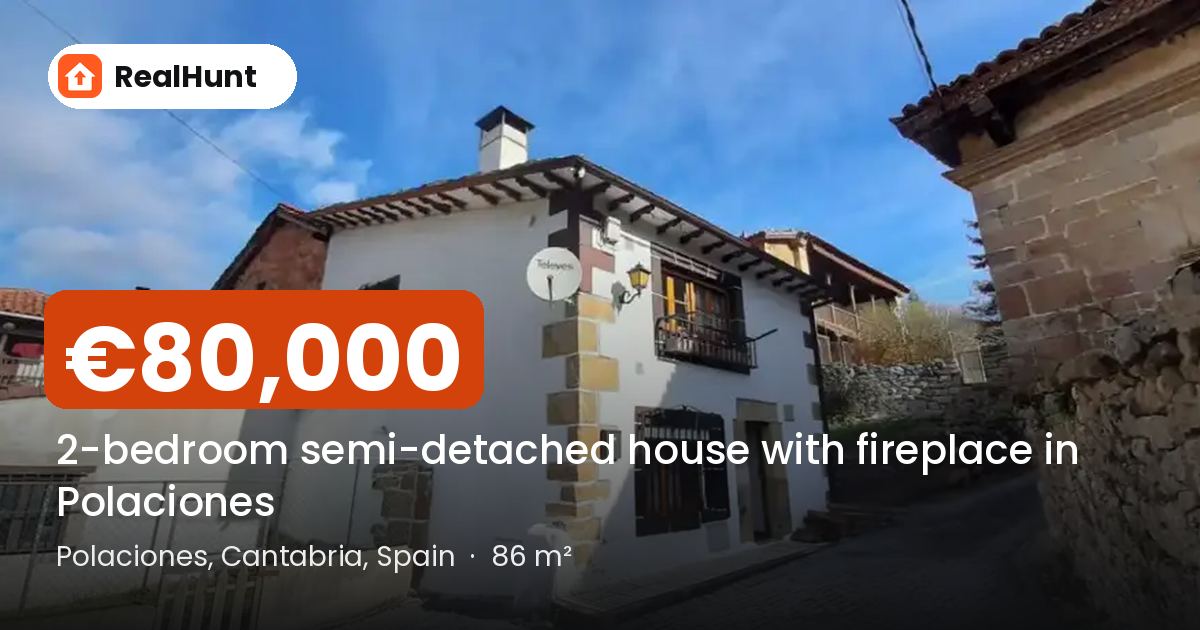 RealHunt
Televes
€80,000
2-bedroom semi-detached house with fireplace in
Polaciones
Polaciones, Cantabria, Spain · 86 m²